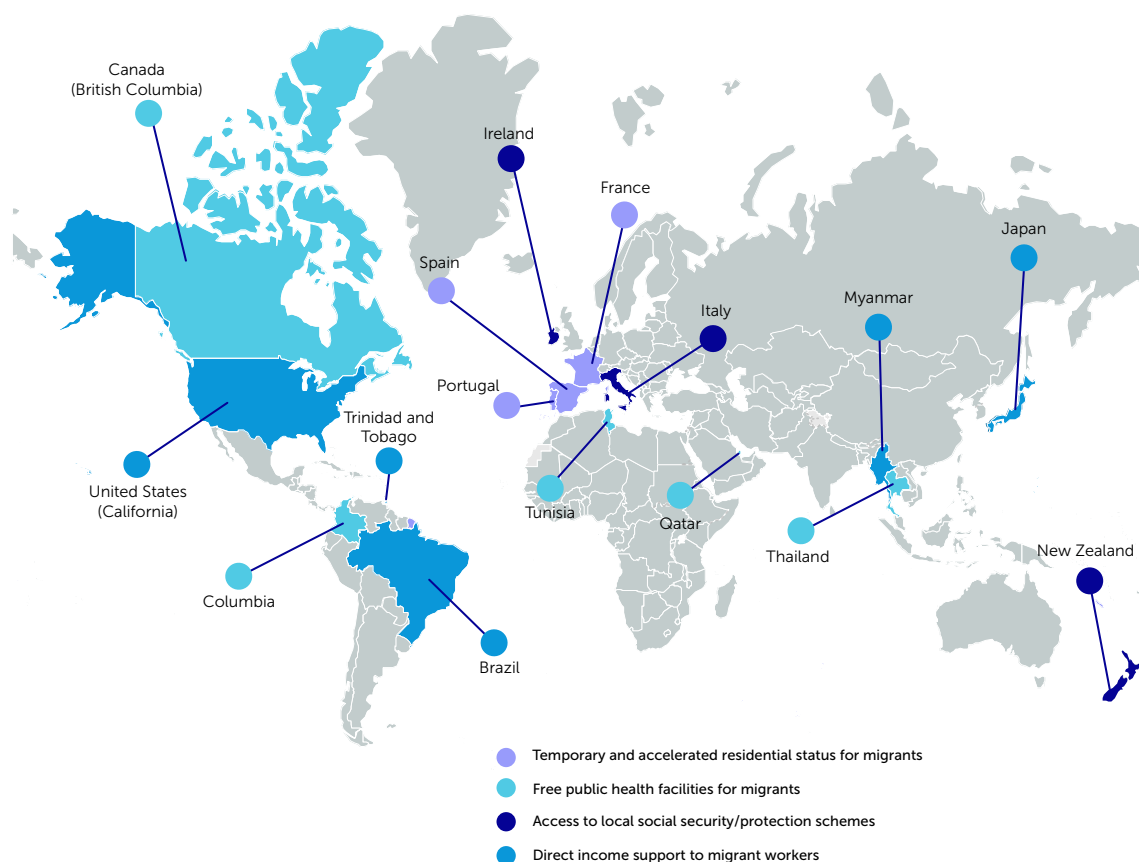 Canada
(British Columbia)
Ireland
France
Japan
Spain
Myanmar
Italy
Portugal
Trinidad and
Tobago
United States
(California)
Tunisia
Qatar
Thailand
New Zealand
Columbia
Brazil
Temporary and accelerated residential status for migrants
Free public health facilities for migrants
Access to local social security/protection schemes
Direct income support to migrant workers